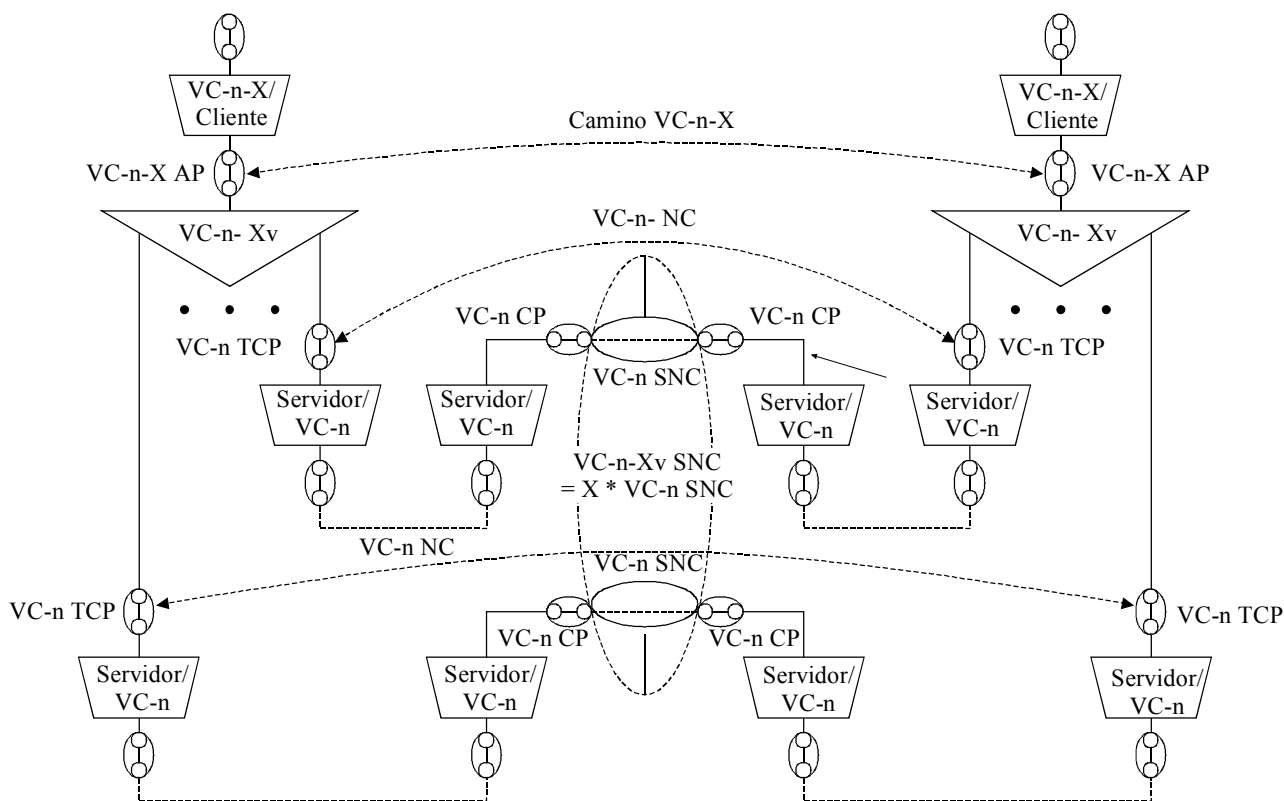 VC-n-X/
Cliente
VC-n-X/
Cliente
Camino VC-n-X
VC-n-X AP
VC-n-X AP
VC-n- Xv
VC-n- NC
VC-n- Xv
• • •
• • •
VC-n CP
VC-n CP
VC-n TCP
VC-n TCP
VC-n SNC
Servidor/
VC-n
Servidor/
VC-n
Servidor/
VC-n
Servidor/
VC-n
VC-n-Xv SNC
= X * VC-n SNC
VC-n NC
VC-n SNC
VC-n TCP
VC-n TCP
VC-n CP
VC-n CP
Servidor/
VC-n
Servidor/
VC-n
Servidor/
VC-n
Servidor/
VC-n